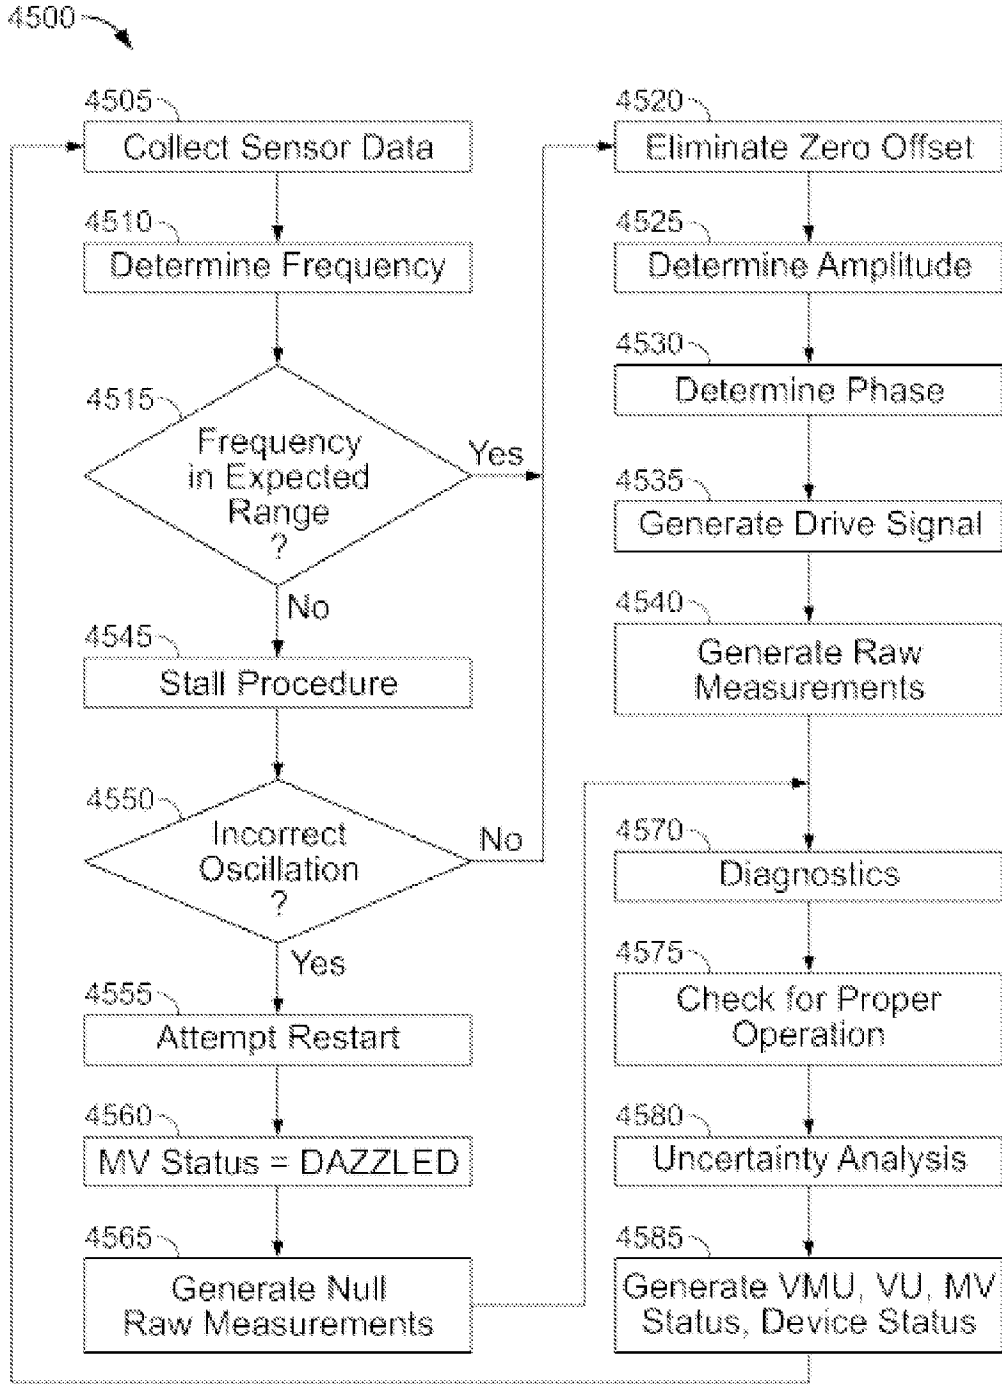 4500
4505
Collect Sensor Data
4510
Determine Frequency
4515
Frequency
in Expected
Range
?
Yes
No
4545
Stall Procedure
4550
Incorrect
Oscillation
?
No
Yes
4555
Attempt Restart
4560
MV Status = DAZZLED
4565
Generate Null
Raw Measurements
4520
Eliminate Zero Offset
4525
Determine Amplitude
4530
Determine Phase
4535
Generate Drive Signal
4540
Generate Raw
Measurements
4570
Diagnostics
4575
Check for Proper
Operation
4580
Uncertainty Analysis
4585
Generate VMU, VU, MV
Status, Device Status